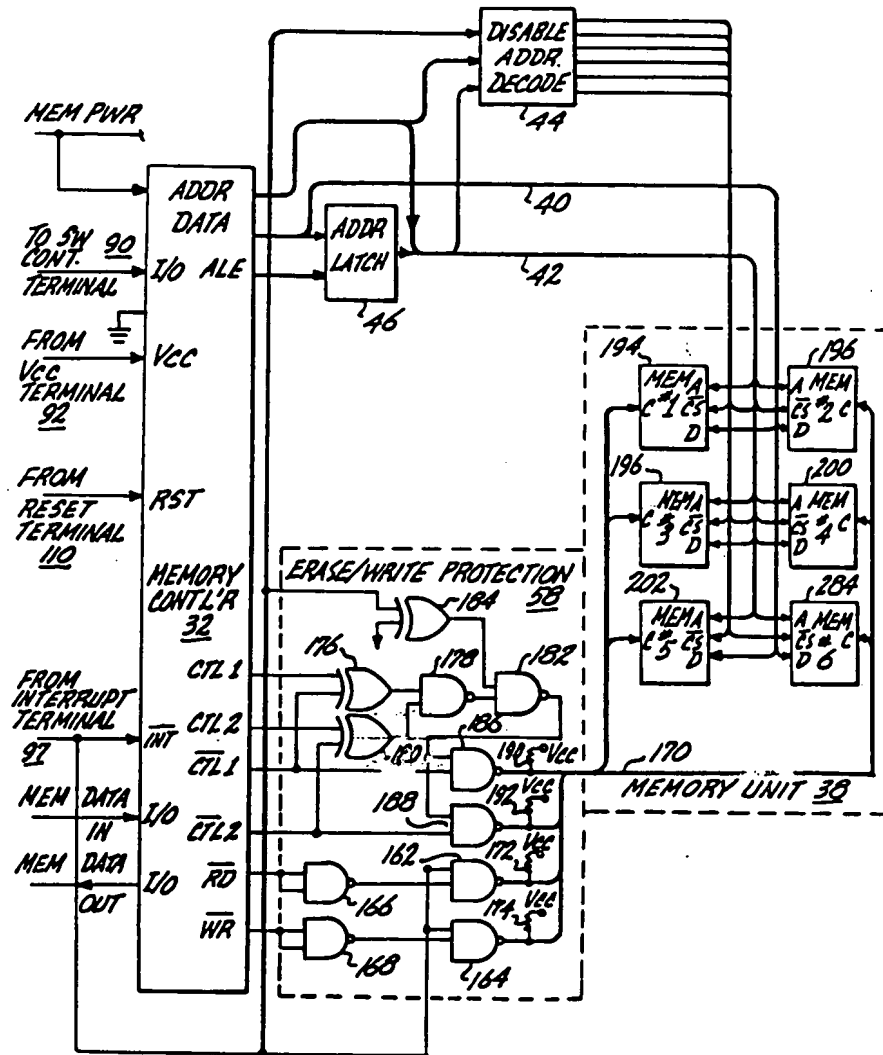 DISABLE
ADDR.
DECODE
44
MEM PWR
ADDR
DATA
I/O ALE
TO SW
CONT. 90
TERMINAL
ADDR
LATCH
46
40
42
FROM
VCC
TERMINAL
92
VCC
FROM
RESET
TERMINAL
110
RST
MEMORY
CONTL'R
32
CTL 1
CTL 2
CTL 1
CTL 2
RD
WR
FROM
INTERRUPT
TERMINAL
97
INT
MEM DATA
IN
I/O
MEM DATA
OUT
I/O
ERASE/WRITE PROTECTION
58
184
176
178
182
180
186
190
VCC
188
192
VCC
162
172
VCC
174
VCC
166
168
164
170
MEMORY UNIT 38
194
MEM A
C #1 CS
D
196
A MEM
CS #2 C
D
196
MEM A
C #3 CS
D
200
A MEM
CS #4 C
D
202
MEM A
C #5 CS
D
284
A MEM
CS #6 C
D